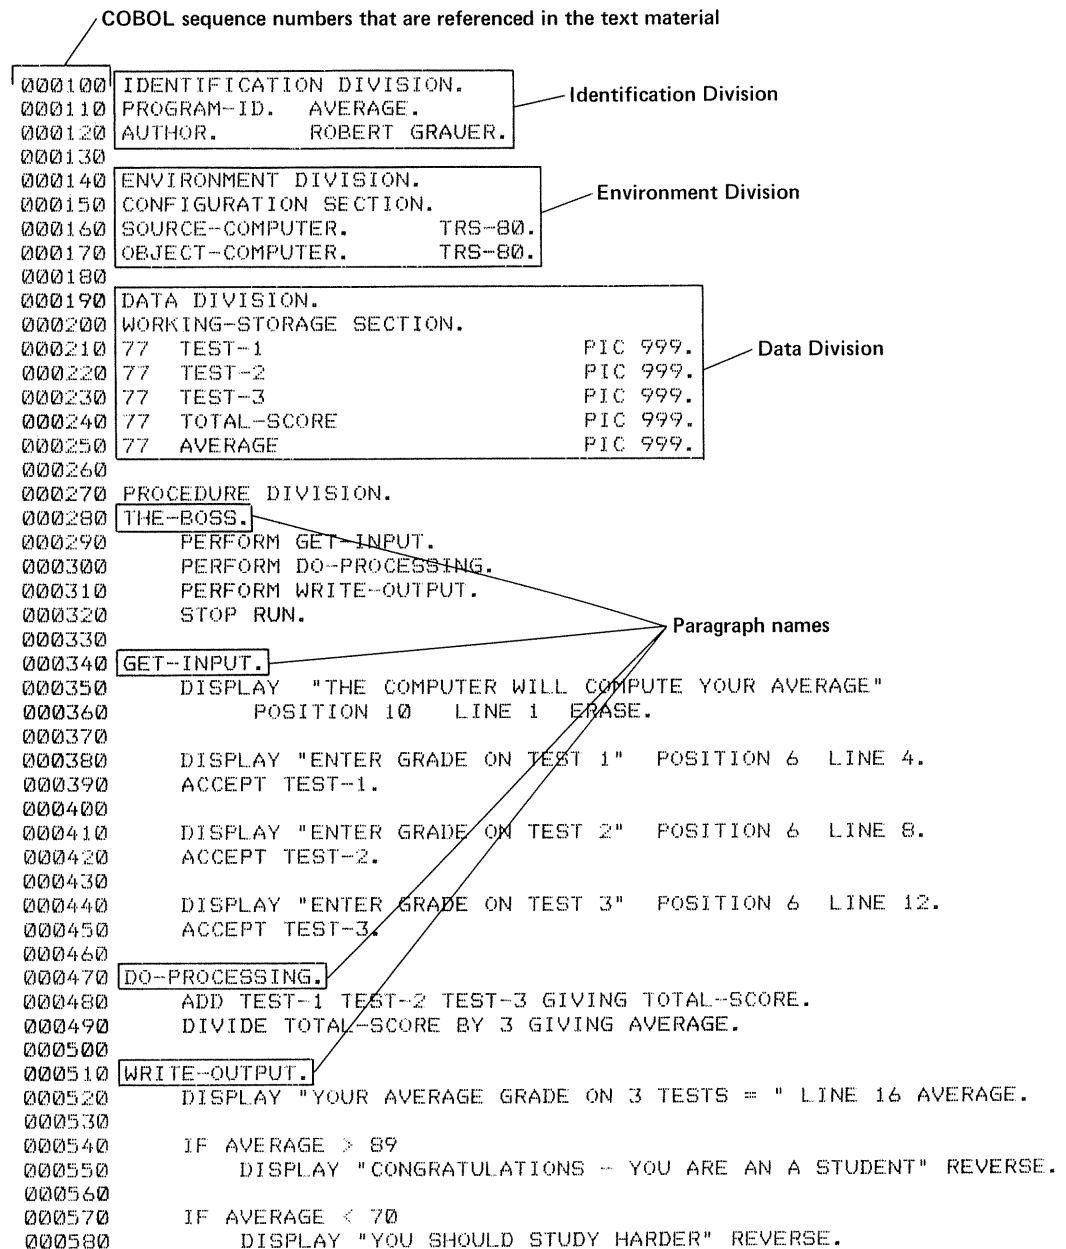 COBOL sequence numbers that are referenced in the text material
000100 IDENTIFICATION DIVISION.
Identification Division
000110 PROGRAM-ID. AVERAGE.
000120 AUTHOR. ROBERT GRAUER.
000130
000140 ENVIRONMENT DIVISION.
Environment Division
000150 CONFIGURATION SECTION.
000160 SOURCE-COMPUTER. TRS-80.
000170 OBJECT-COMPUTER. TRS-80.
000180
000190 DATA DIVISION.
000200 WORKING-STORAGE SECTION.
000210 77 TEST-1 PIC 999.
Data Division
000220 77 TEST-2 PIC 999.
000230 77 TEST-3 PIC 999.
000240 77 TOTAL-SCORE PIC 999.
000250 77 AVERAGE PIC 999.
000260
000270 PROCEDURE DIVISION.
000280 THE-BOSS.
000290 PERFORM GET-INPUT.
000300 PERFORM DO-PROCESSING.
000310 PERFORM WRITE-OUTPUT.
000320 STOP RUN.
Paragraph names
000330
000340 GET-INPUT.
000350 DISPLAY "THE COMPUTER WILL COMPUTE YOUR AVERAGE"
000360 POSITION 10 LINE 1 ERASE.
000370
000380 DISPLAY "ENTER GRADE ON TEST 1" POSITION 6 LINE 4.
000390 ACCEPT TEST-1.
000400
000410 DISPLAY "ENTER GRADE ON TEST 2" POSITION 6 LINE 8.
000420 ACCEPT TEST-2.
000430
000440 DISPLAY "ENTER GRADE ON TEST 3" POSITION 6 LINE 12.
000450 ACCEPT TEST-3.
000460
000470 DO-PROCESSING.
000480 ADD TEST-1 TEST-2 TEST-3 GIVING TOTAL-SCORE.
000490 DIVIDE TOTAL-SCORE BY 3 GIVING AVERAGE.
000500
000510 WRITE-OUTPUT.
000520 DISPLAY "YOUR AVERAGE GRADE ON 3 TESTS = " LINE 16 AVERAGE.
000530
000540 IF AVERAGE > 89
000550 DISPLAY "CONGRATULATIONS - YOU ARE AN A STUDENT" REVERSE.
000560
000570 IF AVERAGE < 70
000580 DISPLAY "YOU SHOULD STUDY HARDER" REVERSE.